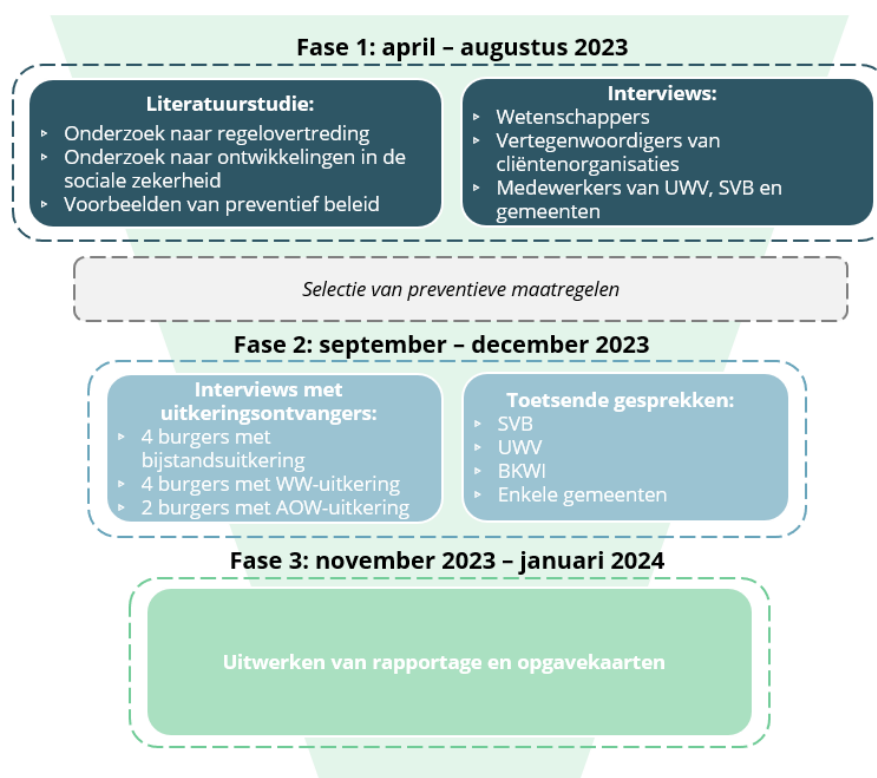 Fase 1: april – augustus 2023
Literatuurstudie:
Onderzoek naar regelovertreding
Onderzoek naar ontwikkelingen in de
sociale zekerheid
Voorbeelden van preventief beleid
Interviews:
Wetenschappers
Vertegenwoordigers van
cliëntenorganisaties
Medewerkers van UWV, SVB en
gemeenten
Selectie van preventieve maatregelen
Fase 2: september – december 2023
Interviews met
uitkeringsontvangers:
4 burgers met
bijstandsuitkering
4 burgers met WW-uitkering
2 burgers met AOW-uitkering
Toetsende gesprekken:
SVB
UWV
BKWI
Enkele gemeenten
Fase 3: november 2023 – januari 2024
Uitwerken van rapportage en opgavekaarten